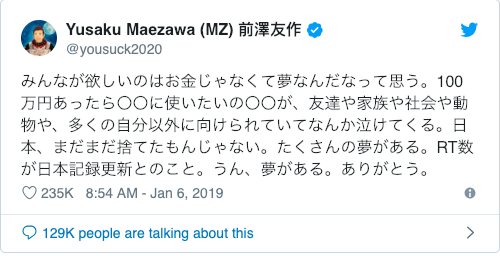 Yusaku Maezawa (MZ) 前澤友作
@yousuck2020
みんなが欲しいのはお金じゃなくて夢なんだなって思う。100
万円あったら〇〇に使いたいの〇〇が、友達や家族や社会や動
物や、多くの自分以外に向けられていてなんか泣けてくる。日
本、まだまだ捨てたもんじゃない。たくさんの夢がある。RT数
が日本記録更新とのこと。うん、夢がある。ありがとう。
235K 8:54 AM - Jan 6, 2019
129K people are talking about this